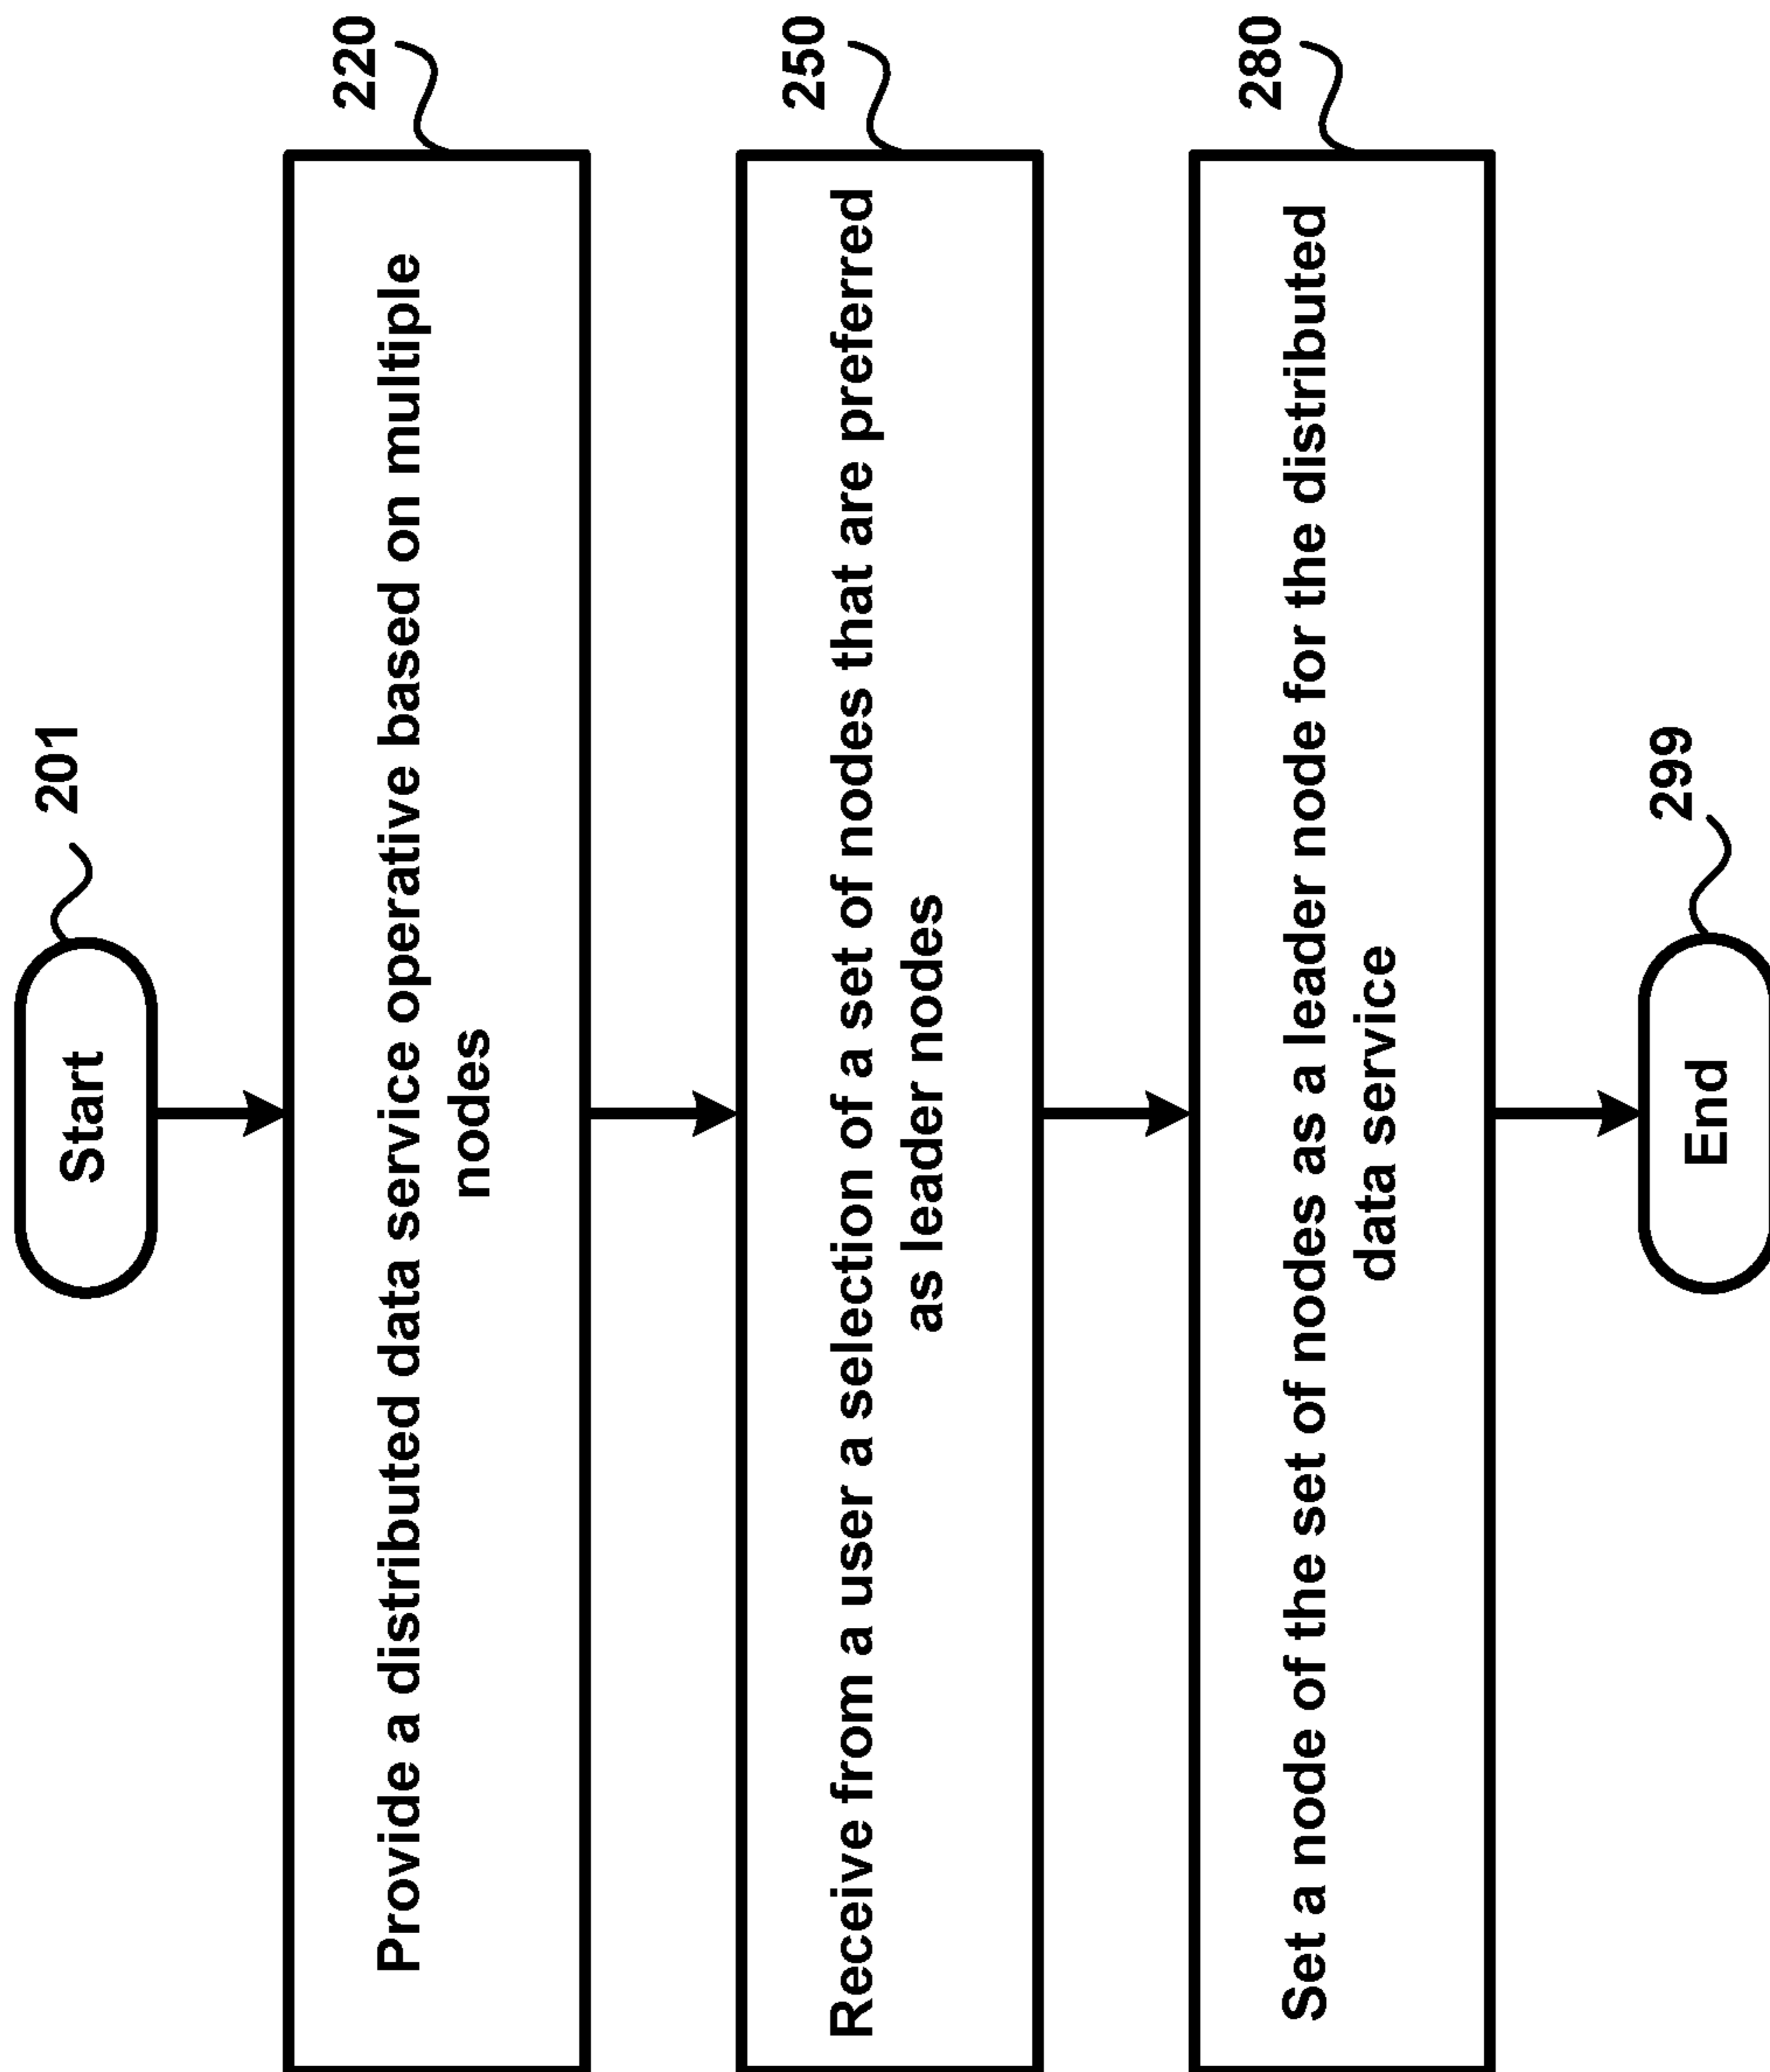 Start
201
Provide a distributed data service operative based on multiple
nodes
220
Receive from a user a selection of a set of nodes that are preferred
as leader nodes
250
Set a node of the set of nodes as a leader node for the distributed
data service
280
End
299